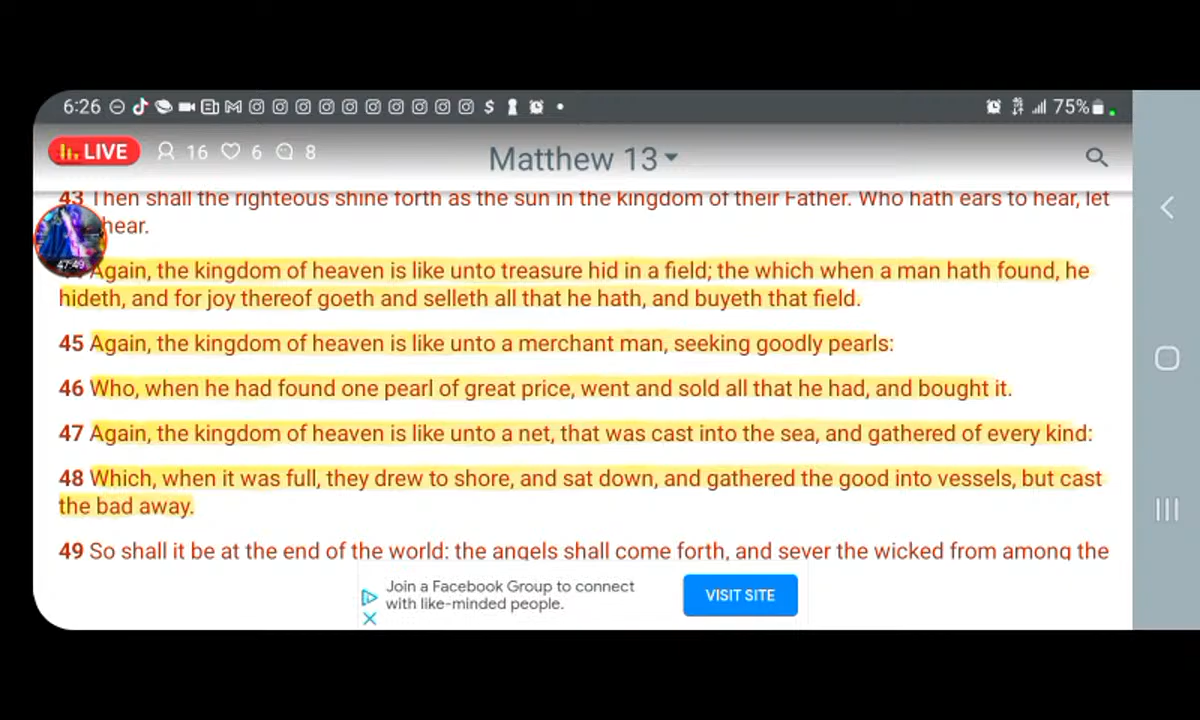 6:26 75%
LIVE 16 6 8
Matthew 13
43 Then shall the righteous shine forth as the sun in the kingdom of their Father. Who hath ears to hear, let
hear.
47:49
Again, the kingdom of heaven is like unto treasure hid in a field; the which when a man hath found, he
hideth, and for joy thereof goeth and selleth all that he hath, and buyeth that field.
45 Again, the kingdom of heaven is like unto a merchant man, seeking goodly pearls:
46 Who, when he had found one pearl of great price, went and sold all that he had, and bought it.
47 Again, the kingdom of heaven is like unto a net, that was cast into the sea, and gathered of every kind:
48 Which, when it was full, they drew to shore, and sat down, and gathered the good into vessels, but cast
the bad away.
49 So shall it be at the end of the world: the angels shall come forth, and sever the wicked from among the
Join a Facebook Group to connect
with like-minded people.
VISIT SITE